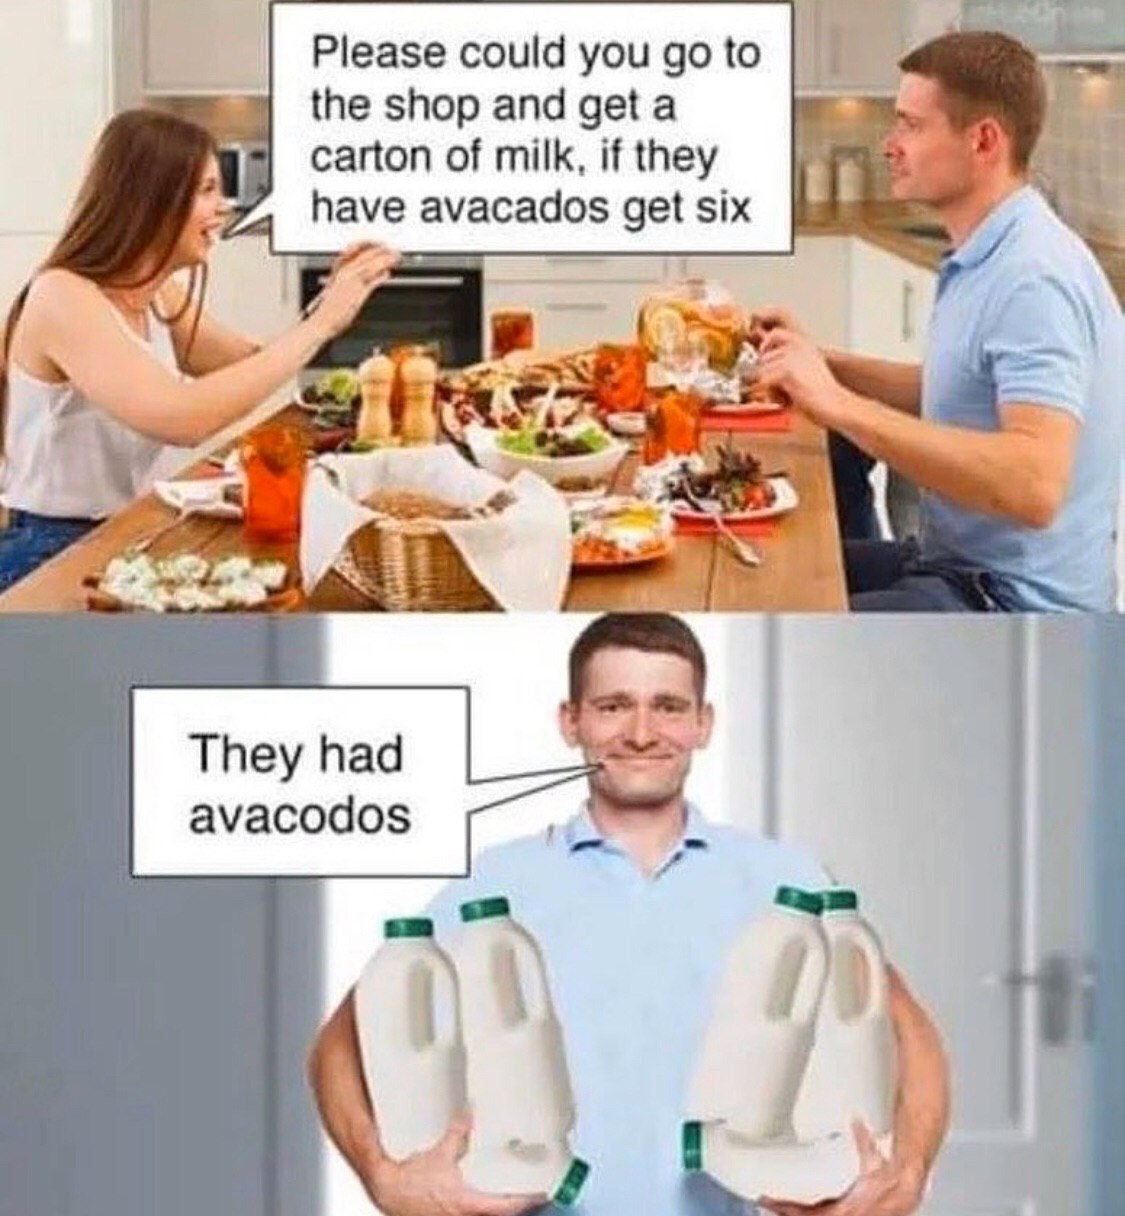 Please could you go to
the shop and get a
carton of milk, if they
have avacados get six
They had
avacodos